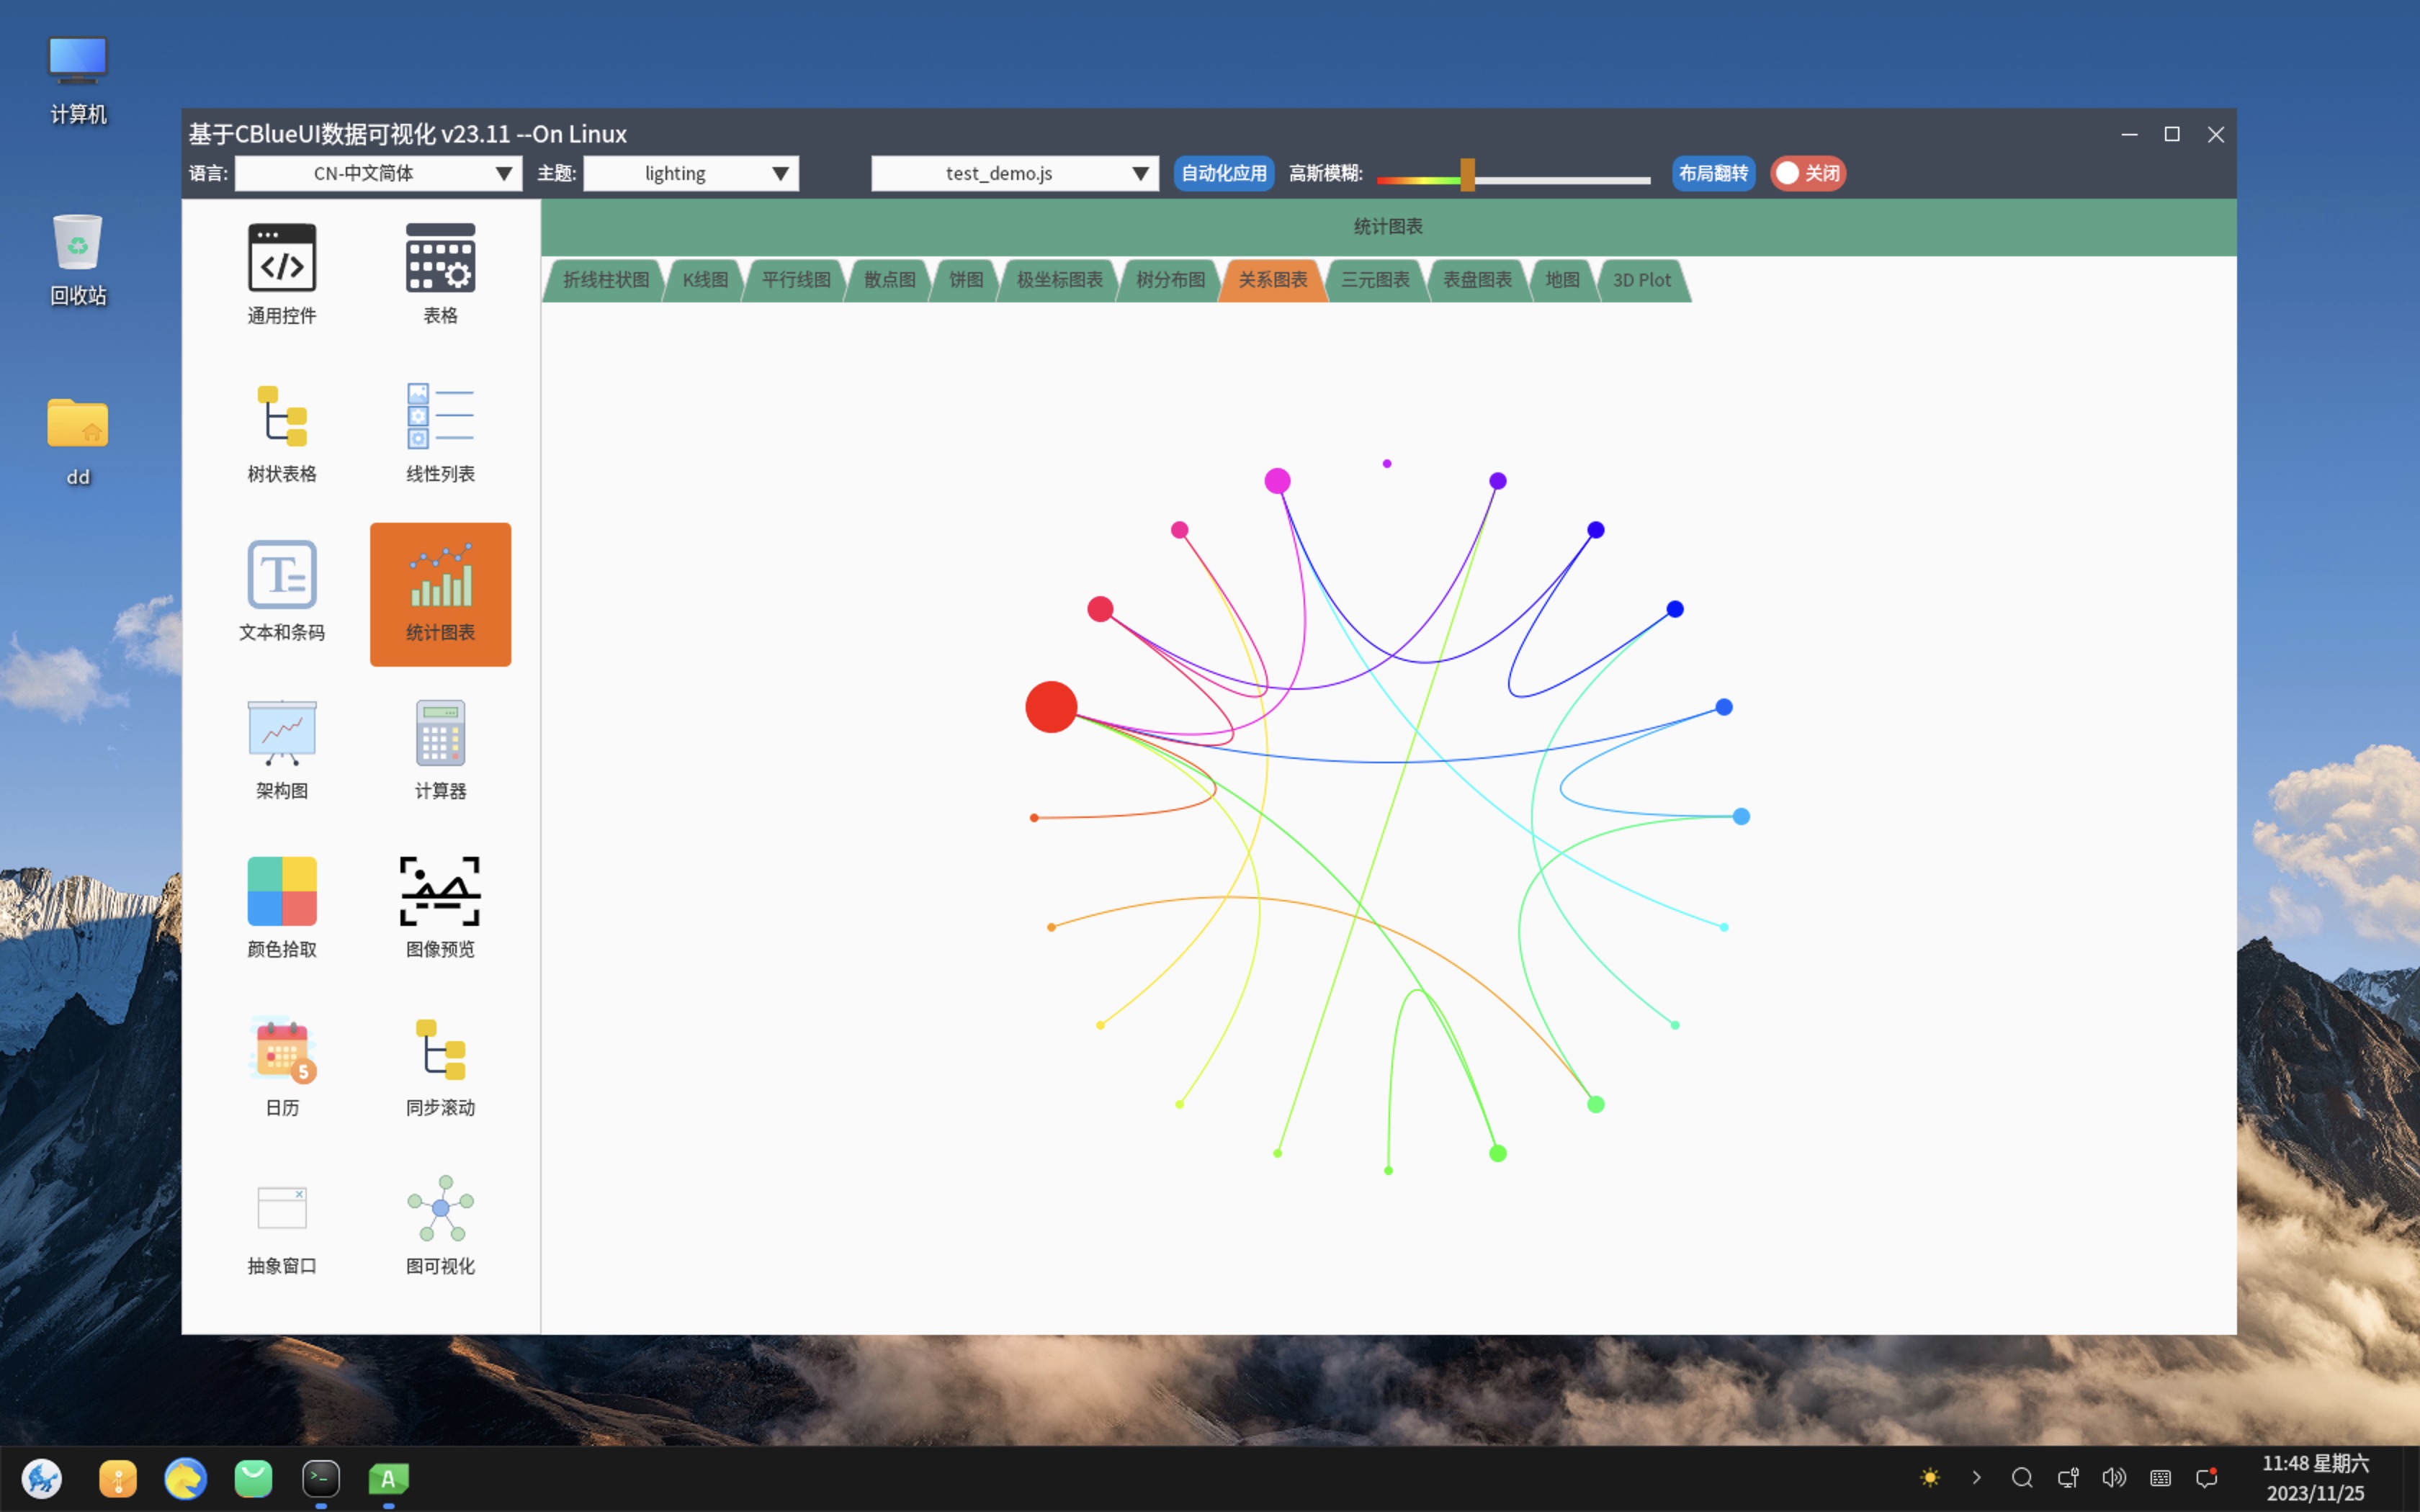 计算机
回收站
dd
基于CBlueUI数据可视化 v23.11 --On Linux
语言: CN-中文简体 主题: lighting test_demo.js 自动化应用 高斯模糊: 布局翻转 关闭
统计图表
折线柱状图 K线图 平行线图 散点图 饼图 极坐标图表 树分布图 关系图表 三元图表 表盘图表 地图 3D Plot
通用控件 表格
树状表格 线性列表
文本和条码 统计图表
架构图 计算器
颜色拾取 图像预览
5
日历 同步滚动
抽象窗口 图可视化
A
11:48 星期六
2023/11/25